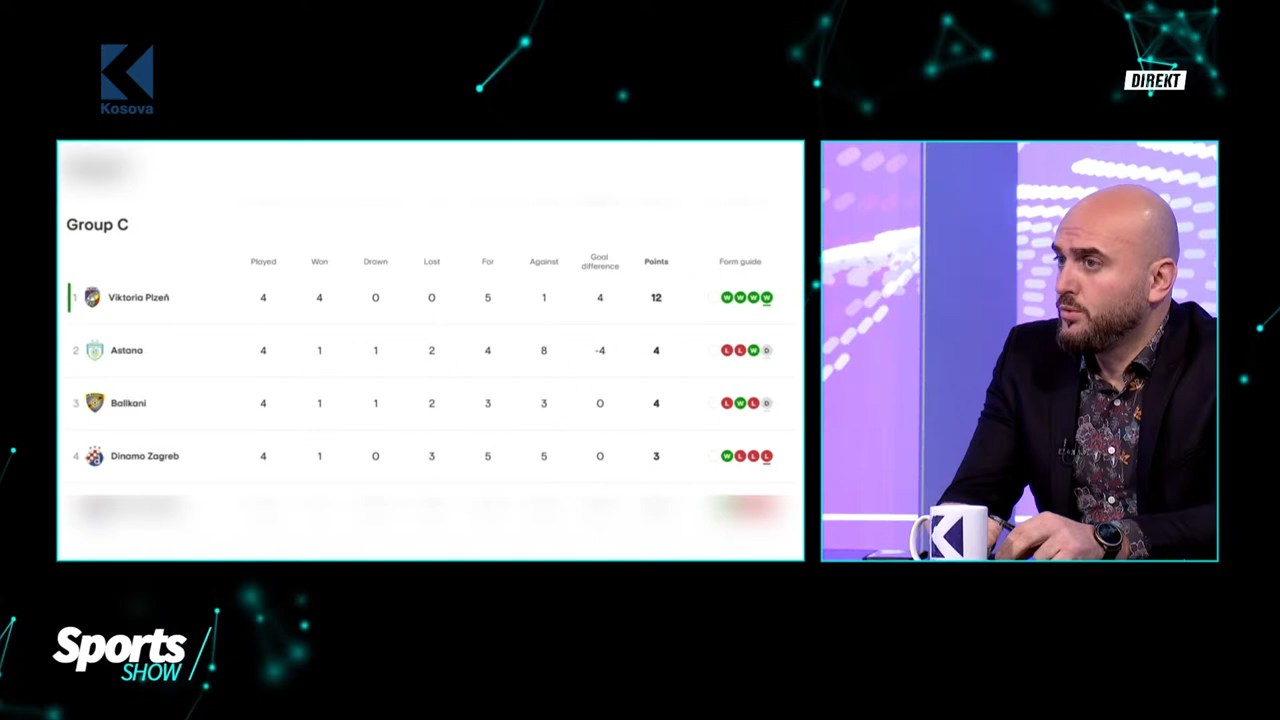 Kosova
DIREKT
Group C
Played Won Drawn Lost For Against Goal difference Points Form guide
1 Viktoria Plzeň 4 4 0 0 5 1 4 12 W W W W
2 Astana 4 1 1 2 4 8 -4 4 L L W D
3 Ballkani 4 1 1 2 3 3 0 4 L W L D
4 Dinamo Zagreb 4 1 0 3 5 5 0 3 W L L L
Sports
SHOW